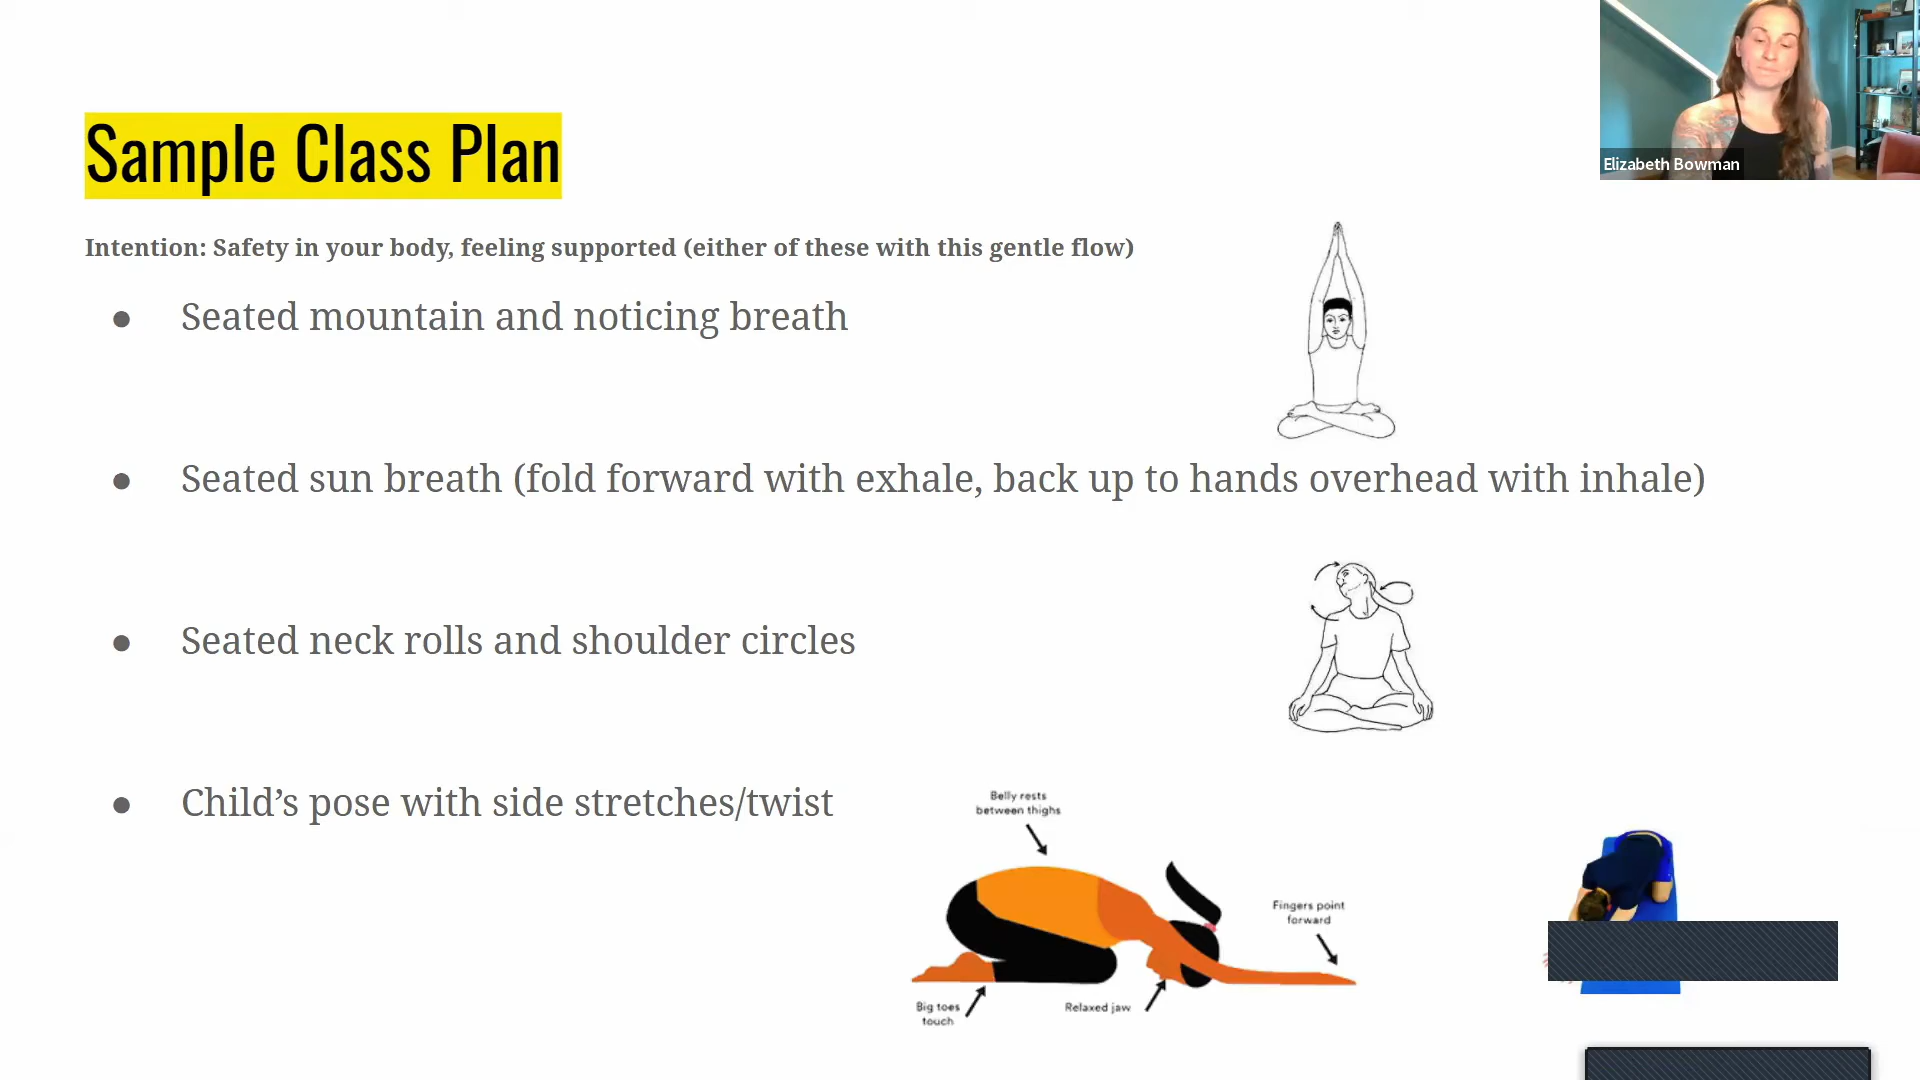 Sample Class Plan
Elizabeth Bowman
Intention: Safety in your body, feeling supported (either of these with this gentle flow)
● Seated mountain and noticing breath
● Seated sun breath (fold forward with exhale, back up to hands overhead with inhale)
● Seated neck rolls and shoulder circles
● Child’s pose with side stretches/twist
Belly rests
between thighs
Fingers point
forward
Big toes
touch
Relaxed jaw